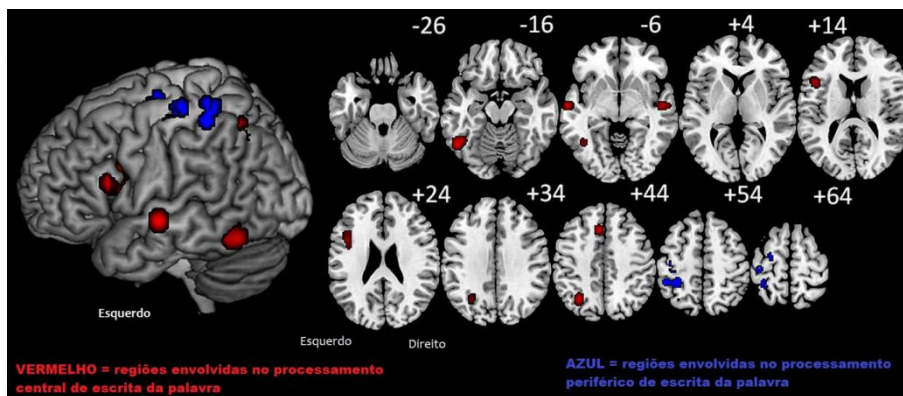 -26
-16
-6
+4
+14
+24
+34
+44
+54
+64
Esquerdo
Esquerdo
Direito
VERMELHO = regiões envolvidas no processamento
central de escrita da palavra
AZUL = regiões envolvidas no processamento
periférico de escrita da palavra